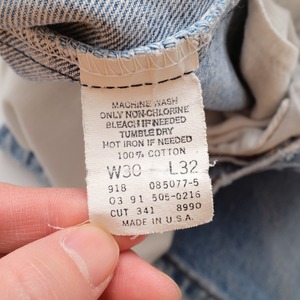 MACHINE WASH
ONLY NON-CHLORINE
BLEACH IF NEEDED
TUMBLE DRY
HOT IRON IF NEEDED
100% COTTON
W30 L32
918 085077-5
03 91 505-0216
CUT 341 8990
MADE IN U.S.A.